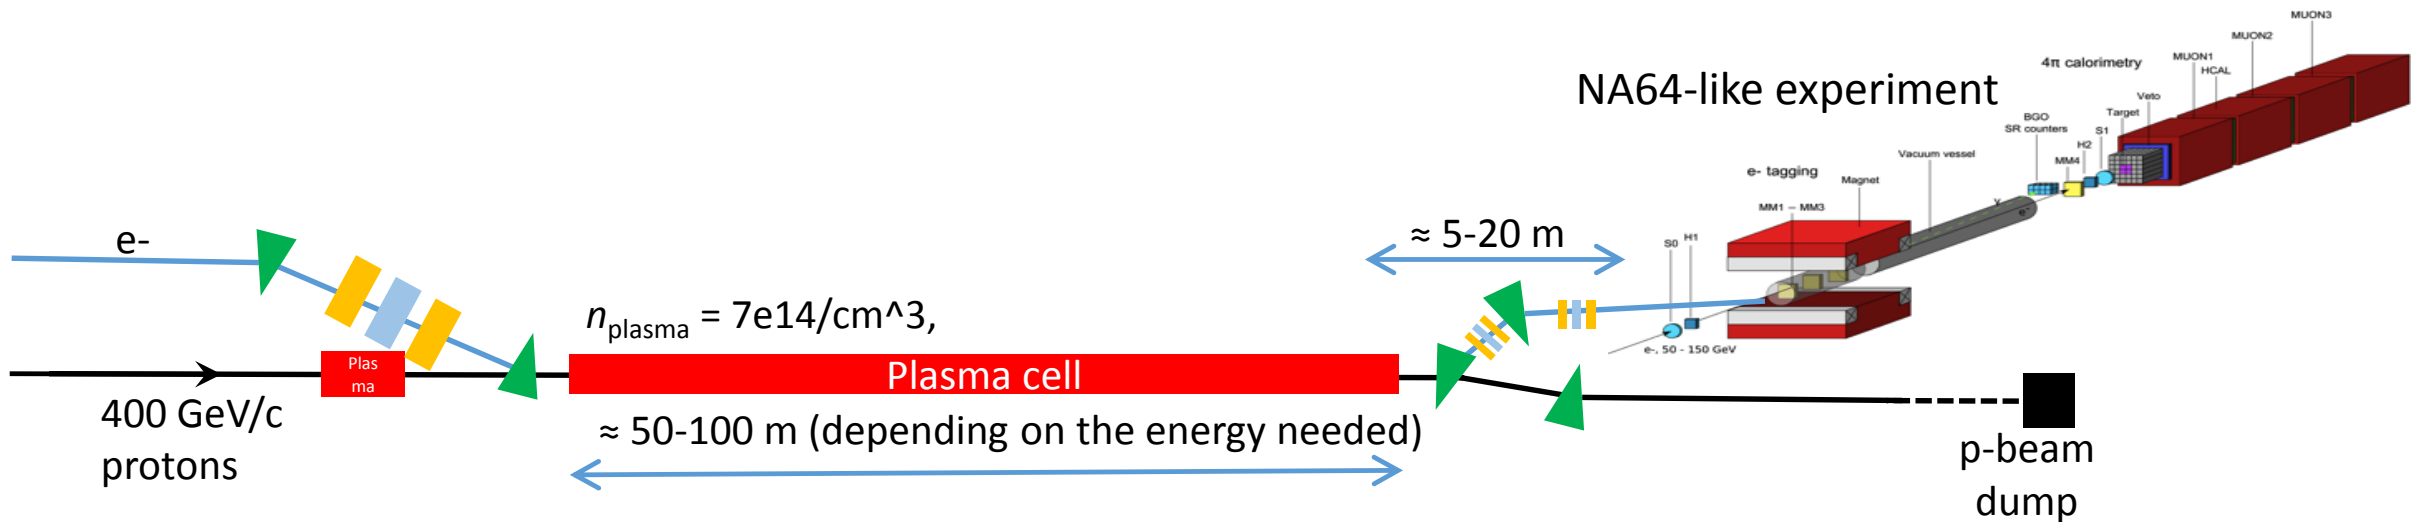 e-
Plas
ma
400 GeV/c
protons
nplasma = 7e14/cm^3,
Plasma cell
≈ 50-100 m (depending on the energy needed)
≈ 5-20 m
NA64-like experiment
S0
H1
e-, 50 - 150 GeV
e- tagging
Magnet
MM1 – MM3
Vacuum vessel
γ
e-
BGO
SR counters
MM4
H2
S1
Target
Veto
4π calorimetry
HCAL
MUON1
MUON2
MUON3
p-beam
dump